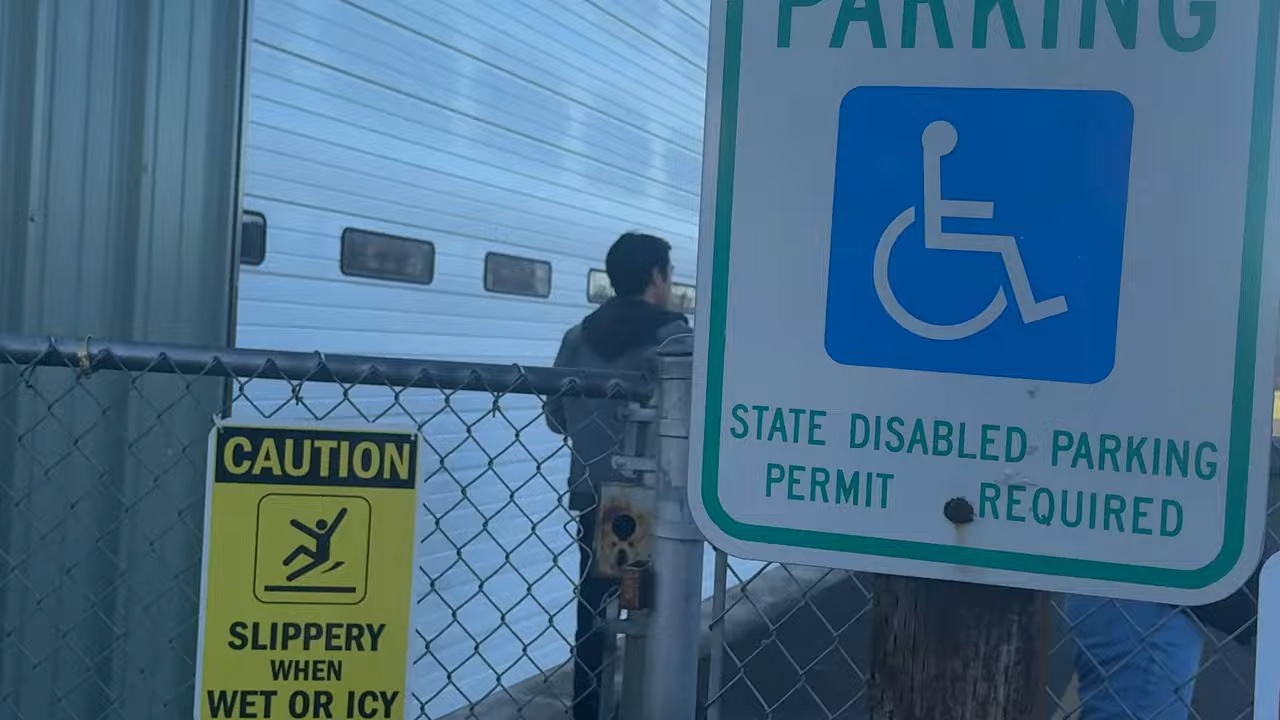 PARKING
STATE DISABLED PARKING
PERMIT REQUIRED
CAUTION
SLIPPERY
WHEN
WET OR ICY